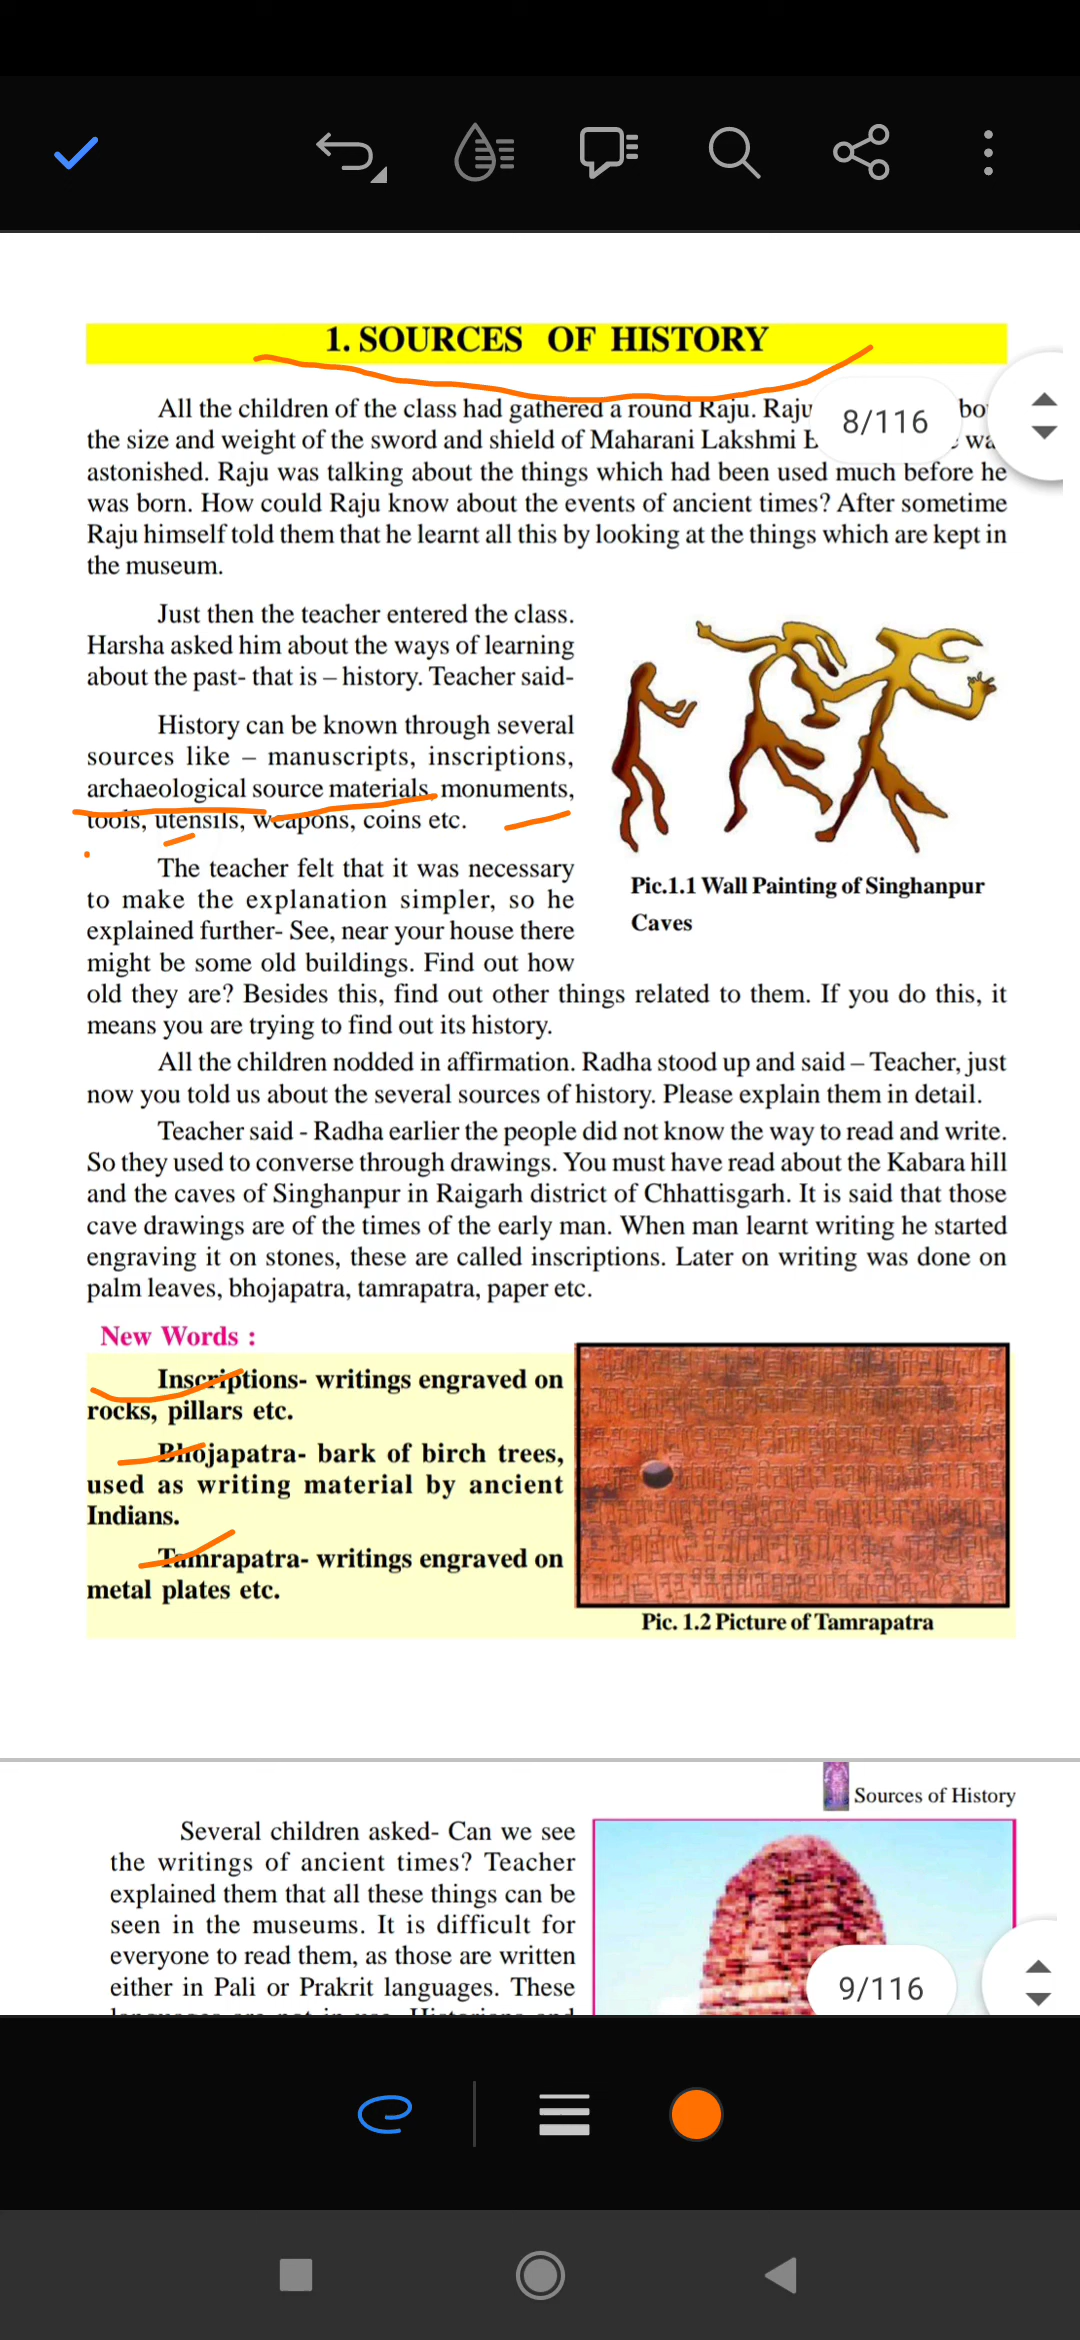 1. SOURCES OF HISTORY
All the children of the class had gathered a round Raju. Raju
8/116
the size and weight of the sword and shield of Maharani Lakshmi
astonished. Raju was talking about the things which had been used much before he
was born. How could Raju know about the events of ancient times? After sometime
Raju himself told them that he learnt all this by looking at the things which are kept in
the museum.
Just then the teacher entered the class.
Harsha asked him about the ways of learning
about the past- that is – history. Teacher said-
History can be known through several
sources like – manuscripts, inscriptions,
archaeological source materials, monuments,
tools, utensils, weapons, coins etc.
The teacher felt that it was necessary
to make the explanation simpler, so he
explained further- See, near your house there
might be some old buildings. Find out how
old they are? Besides this, find out other things related to them. If you do this, it
means you are trying to find out its history.
Pic.1.1 Wall Painting of Singhanpur
Caves
All the children nodded in affirmation. Radha stood up and said – Teacher, just
now you told us about the several sources of history. Please explain them in detail.
Teacher said - Radha earlier the people did not know the way to read and write.
So they used to converse through drawings. You must have read about the Kabara hill
and the caves of Singhanpur in Raigarh district of Chhattisgarh. It is said that those
cave drawings are of the times of the early man. When man learnt writing he started
engraving it on stones, these are called inscriptions. Later on writing was done on
palm leaves, bhojapatra, tamrapatra, paper etc.
New Words :
Inscriptions- writings engraved on
rocks, pillars etc.
Bhojapatra- bark of birch trees,
used as writing material by ancient
Indians.
Tamrapatra- writings engraved on
metal plates etc.
Pic. 1.2 Picture of Tamrapatra
Sources of History
Several children asked- Can we see
the writings of ancient times? Teacher
explained them that all these things can be
seen in the museums. It is difficult for
everyone to read them, as those are written
either in Pali or Prakrit languages. These
9/116